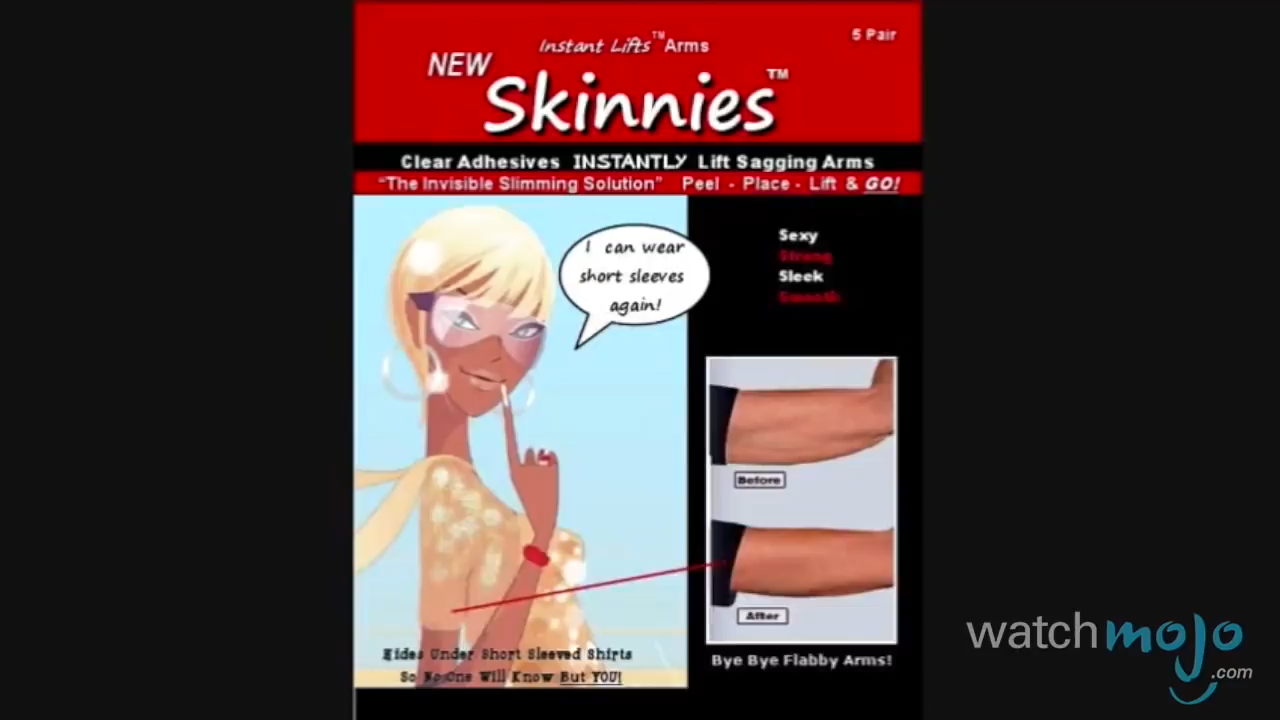 5 Pair
Instant Lifts™ Arms
NEW
Skinnies™
Clear Adhesives INSTANTLY Lift Sagging Arms
"The Invisible Slimming Solution" Peel - Place - Lift & GO!
I can wear
short sleeves
again!
Sexy
Strong
Sleek
Smooth
Before
After
Bye Bye Flabby Arms!
Hides Under Short Sleeved Shirts
So No One Will Know But YOU!
watchmojo
.com